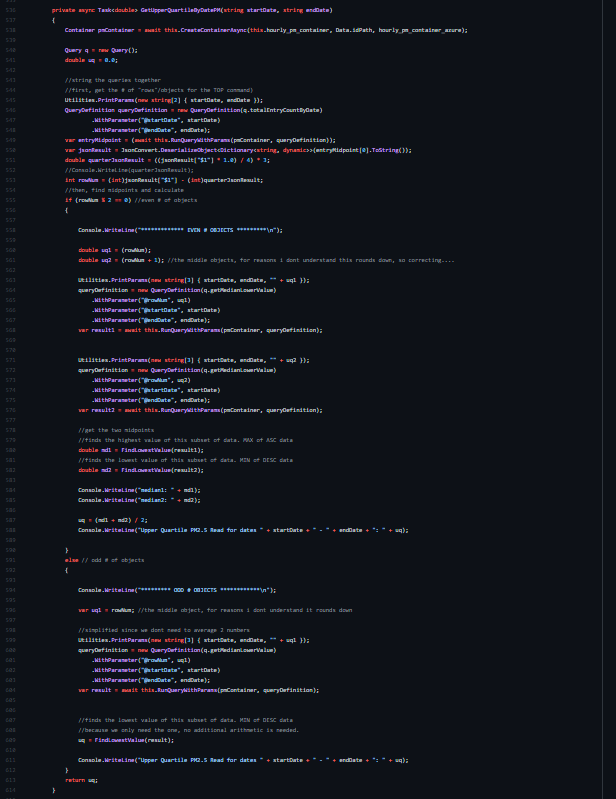 536 private async Task<double> GetUpperQuartileByDatePM(string startDate, string endDate)
537 {
538 Container pmContainer = await this.CreateContainerAsync(this.hourly_pm_container, Data.idPath, hourly_pm_container_azure);
539
540 Query q = new Query();
541 double uq = 0.0;
542
543 //string the queries together
544 //first, get the # of "rows"/objects for the TOP command)
545 Utilities.PrintParams(new string[2] { startDate, endDate });
546 QueryDefinition queryDefinition = new QueryDefinition(q.totalEntryCountByDate)
547 .WithParameter("@startDate", startDate)
548 .WithParameter("@endDate", endDate);
549 var entryMidpoint = (await this.RunQueryWithParams(pmContainer, queryDefinition));
550 var jsonResult = JsonConvert.DeserializeObject<Dictionary<string, dynamic>>(entryMidpoint[0].ToString());
551 double quarterJsonResult = ((jsonResult["$1"] * 1.0) / 4) * 3;
552 //Console.WriteLine(quarterJsonResult);
553 int rowNum = (int)jsonResult["$1"] - (int)quarterJsonResult;
554 //then, find midpoints and calculate
555 if (rowNum % 2 == 0) //even # of objects
556 {
557
558 Console.WriteLine("************* EVEN # OBJECTS *********\n");
559
560 double uq1 = (rowNum);
561 double uq2 = (rowNum + 1); //the middle objects, for reasons i dont understand this rounds down, so correcting....
562
563 Utilities.PrintParams(new string[3] { startDate, endDate, "" + uq1 });
564 queryDefinition = new QueryDefinition(q.getMedianLowerValue)
565 .WithParameter("@rowNum", uq1)
566 .WithParameter("@startDate", startDate)
567 .WithParameter("@endDate", endDate);
568 var result1 = await this.RunQueryWithParams(pmContainer, queryDefinition);
569
570
571 Utilities.PrintParams(new string[3] { startDate, endDate, "" + uq2 });
572 queryDefinition = new QueryDefinition(q.getMedianLowerValue)
573 .WithParameter("@rowNum", uq2)
574 .WithParameter("@startDate", startDate)
575 .WithParameter("@endDate", endDate);
576 var result2 = await this.RunQueryWithParams(pmContainer, queryDefinition);
577
578 //get the two midpoints
579 //finds the highest value of this subset of data. MAX of ASC data
580 double md1 = FindLowestValue(result1);
581 //finds the lowest value of this subset of data. MIN of DESC data
582 double md2 = FindLowestValue(result2);
583
584 Console.WriteLine("median1: " + md1);
585 Console.WriteLine("median2: " + md2);
586
587 uq = (md1 + md2) / 2;
588 Console.WriteLine("Upper Quartile PM2.5 Read for dates " + startDate + " - " + endDate + ": " + uq);
589
590 }
591 else // odd # of objects
592 {
593
594 Console.WriteLine("********* ODD # OBJECTS ************\n");
595
596 var uq1 = rowNum; //the middle object, for reasons i dont understand it rounds down
597
598 //simplified since we dont need to average 2 numbers
599 Utilities.PrintParams(new string[3] { startDate, endDate, "" + uq1 });
600 queryDefinition = new QueryDefinition(q.getMedianLowerValue)
601 .WithParameter("@rowNum", uq1)
602 .WithParameter("@startDate", startDate)
603 .WithParameter("@endDate", endDate);
604 var result = await this.RunQueryWithParams(pmContainer, queryDefinition);
605
606
607 //finds the lowest value of this subset of data. MIN of DESC data
608 //because we only need the one, no additional arithmetic is needed.
609 uq = FindLowestValue(result);
610
611 Console.WriteLine("Upper Quartile PM2.5 Read for dates " + startDate + " - " + endDate + ": " + uq);
612 }
613 return uq;
614 }